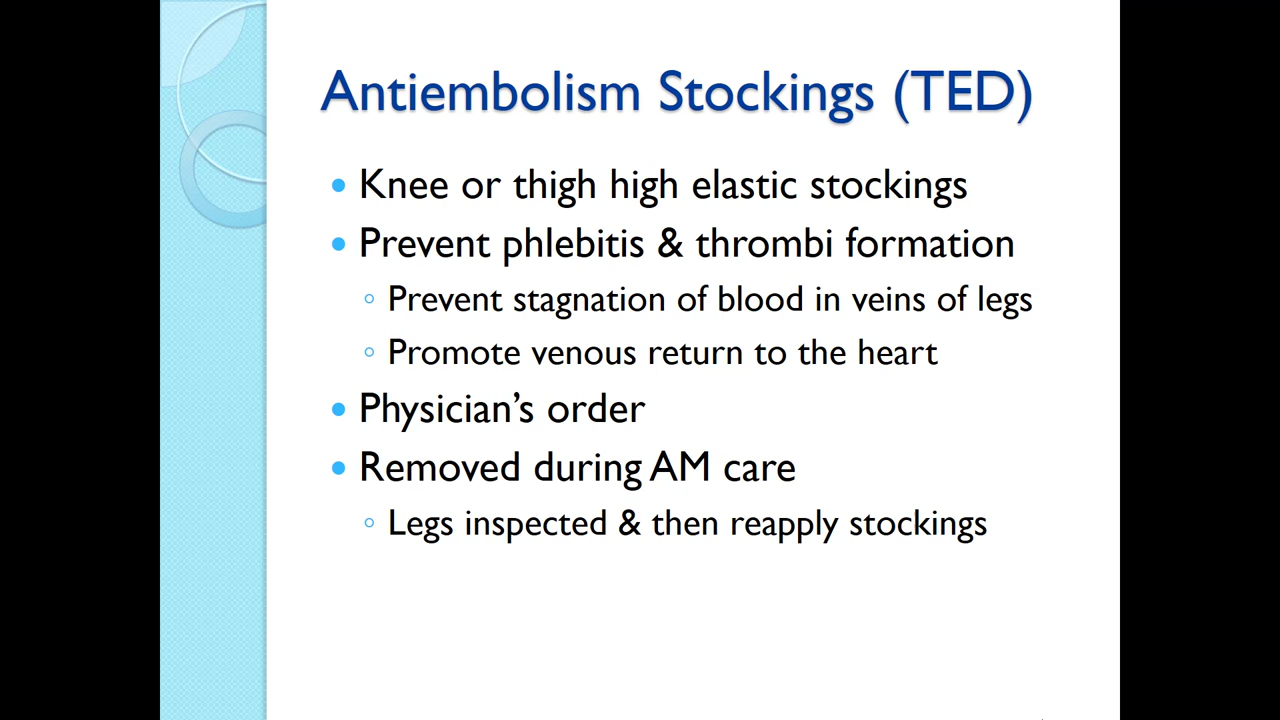 Antiembolism Stockings (TED)
• Knee or thigh high elastic stockings
• Prevent phlebitis & thrombi formation
◦ Prevent stagnation of blood in veins of legs
◦ Promote venous return to the heart
• Physician’s order
• Removed during AM care
◦ Legs inspected & then reapply stockings